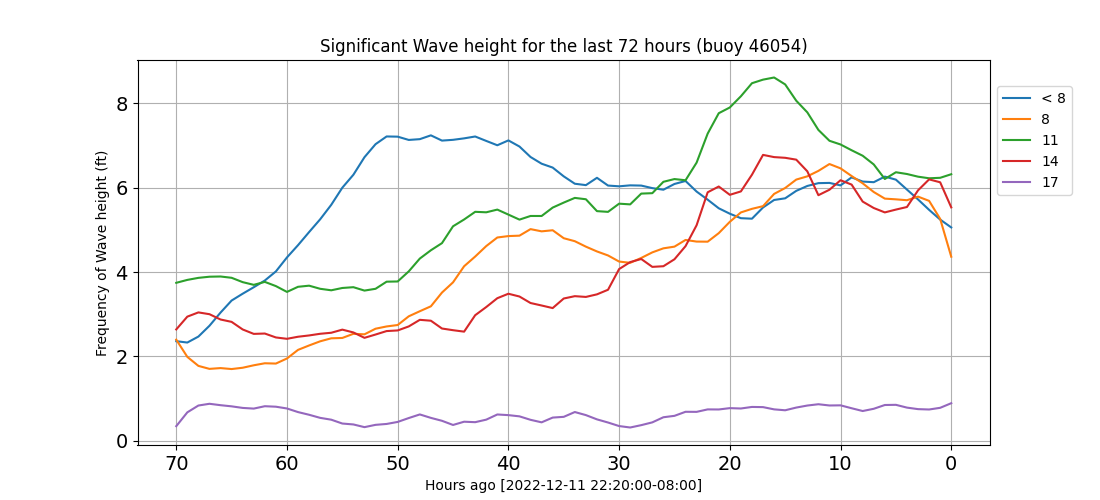 Significant Wave height for the last 72 hours (buoy 46054)
Frequency of Wave height (ft)
8
6
4
2
0
70 60 50 40 30 20 10 0
Hours ago [2022-12-11 22:20:00-08:00]
< 8
8
11
14
17